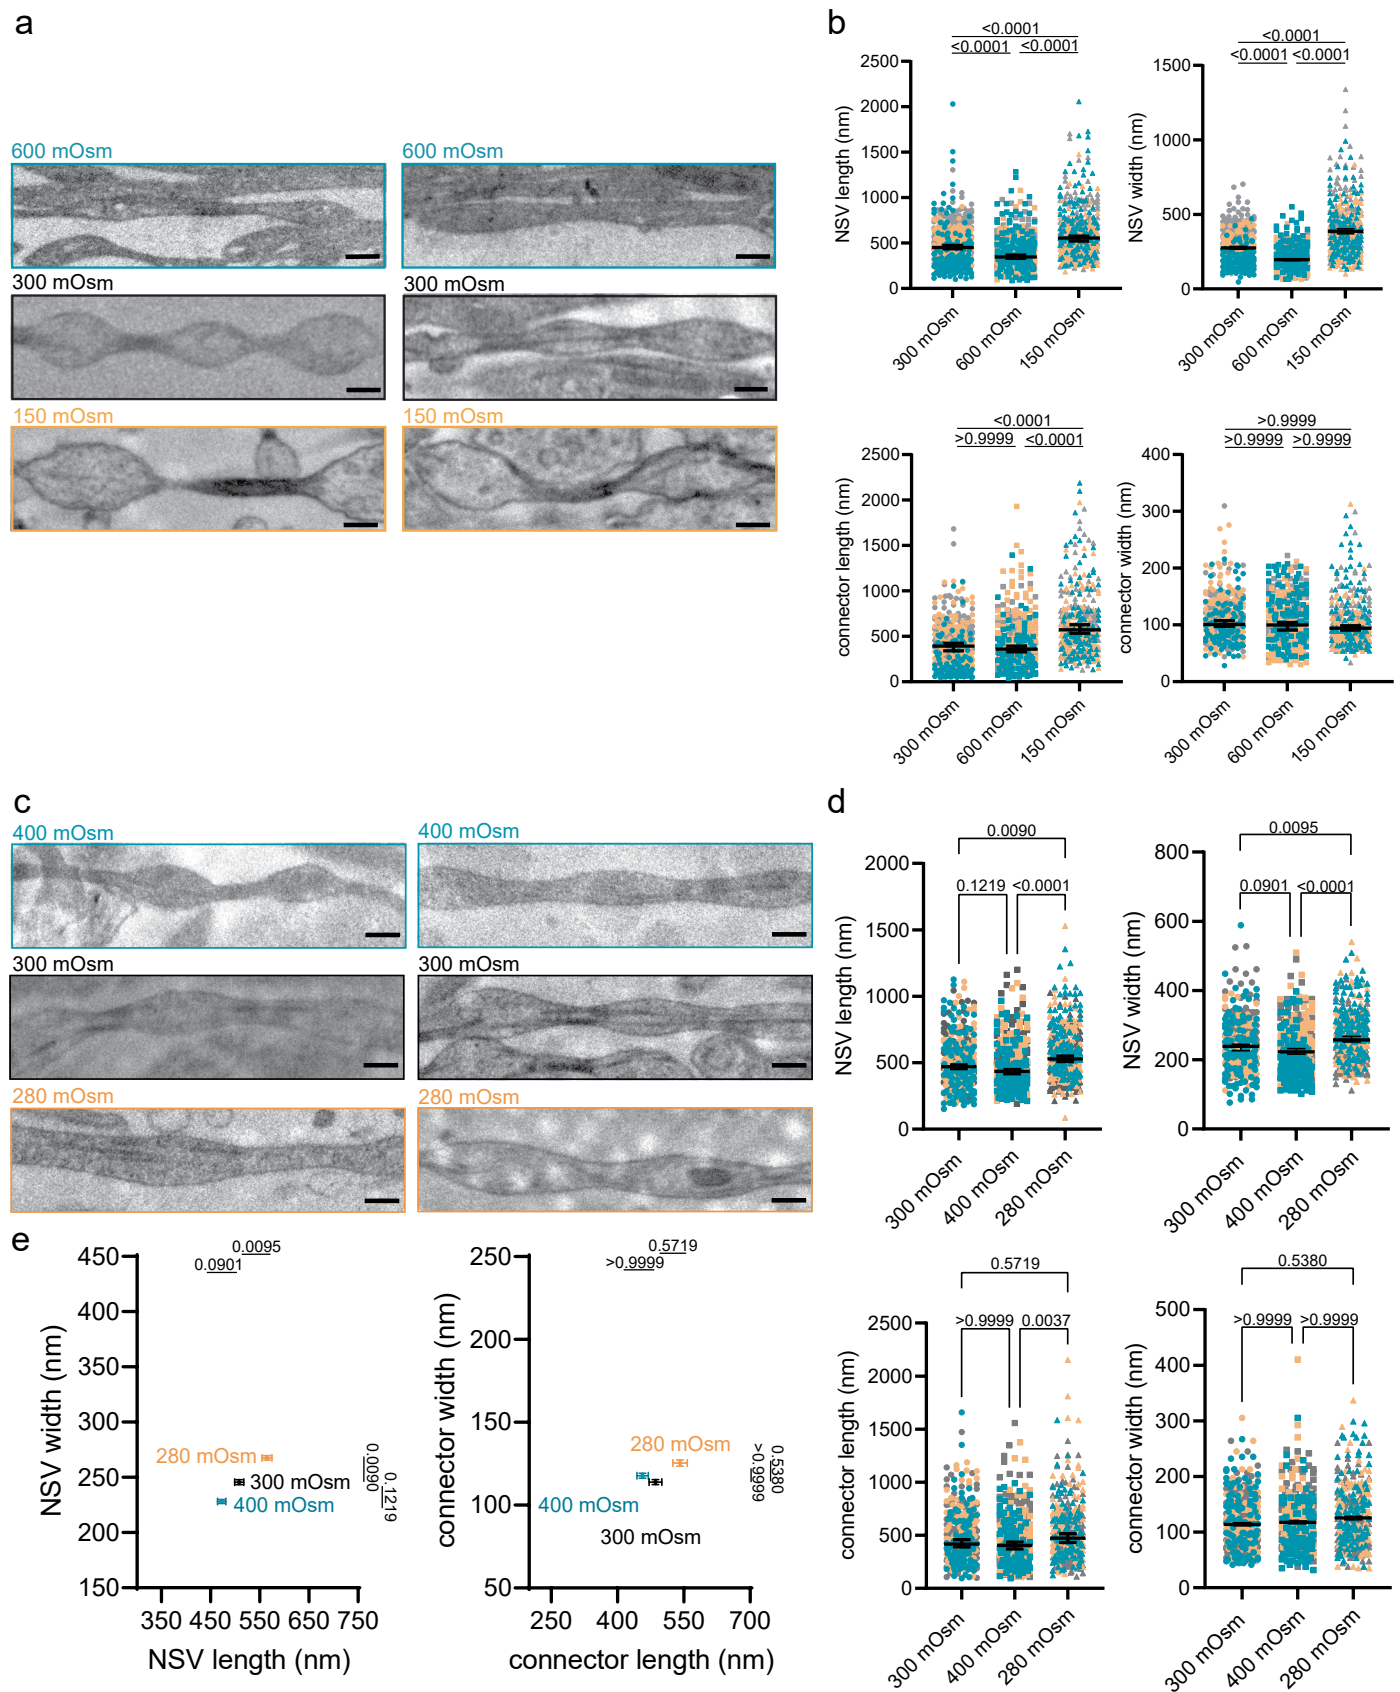 a
600 mOsm
600 mOsm
300 mOsm
300 mOsm
150 mOsm
150 mOsm
b
<0.0001
<0.0001 <0.0001
2500
2000
1500
1000
500
0
NSV length (nm)
300 mOsm
600 mOsm
150 mOsm
<0.0001
<0.0001 <0.0001
1500
1000
500
0
NSV width (nm)
300 mOsm
600 mOsm
150 mOsm
<0.0001
>0.9999 <0.0001
2500
2000
1500
1000
500
0
connector length (nm)
300 mOsm
600 mOsm
150 mOsm
>0.9999
>0.9999 >0.9999
400
300
200
100
0
connector width (nm)
300 mOsm
600 mOsm
150 mOsm
c
400 mOsm
400 mOsm
300 mOsm
300 mOsm
280 mOsm
280 mOsm
d
0.0090
0.1219 <0.0001
2000
1500
1000
500
0
NSV length (nm)
300 mOsm
400 mOsm
280 mOsm
0.0095
0.0901 <0.0001
800
600
400
200
0
NSV width (nm)
300 mOsm
400 mOsm
280 mOsm
0.5719
>0.9999 0.0037
2500
2000
1500
1000
500
0
connector length (nm)
300 mOsm
400 mOsm
280 mOsm
0.5380
>0.9999 >0.9999
500
400
300
200
100
0
connector width (nm)
300 mOsm
400 mOsm
280 mOsm
e
0.0095
0.0901
450
400
350
300
250
200
150
NSV width (nm)
280 mOsm
300 mOsm
400 mOsm
0.0090
0.1219
350 450 550 650 750
NSV length (nm)
0.5719
>0.9999
250
200
150
100
50
connector width (nm)
280 mOsm
400 mOsm
300 mOsm
>0.9999
0.5380
250 400 550 700
connector length (nm)